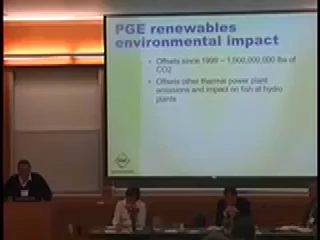 PGE renewables
environmental impact
• Offsets since 1999 – 1,000,000,000 lbs of
CO2
• Offsets other thermal power plant
emissions and impact on fish at hydro
plants